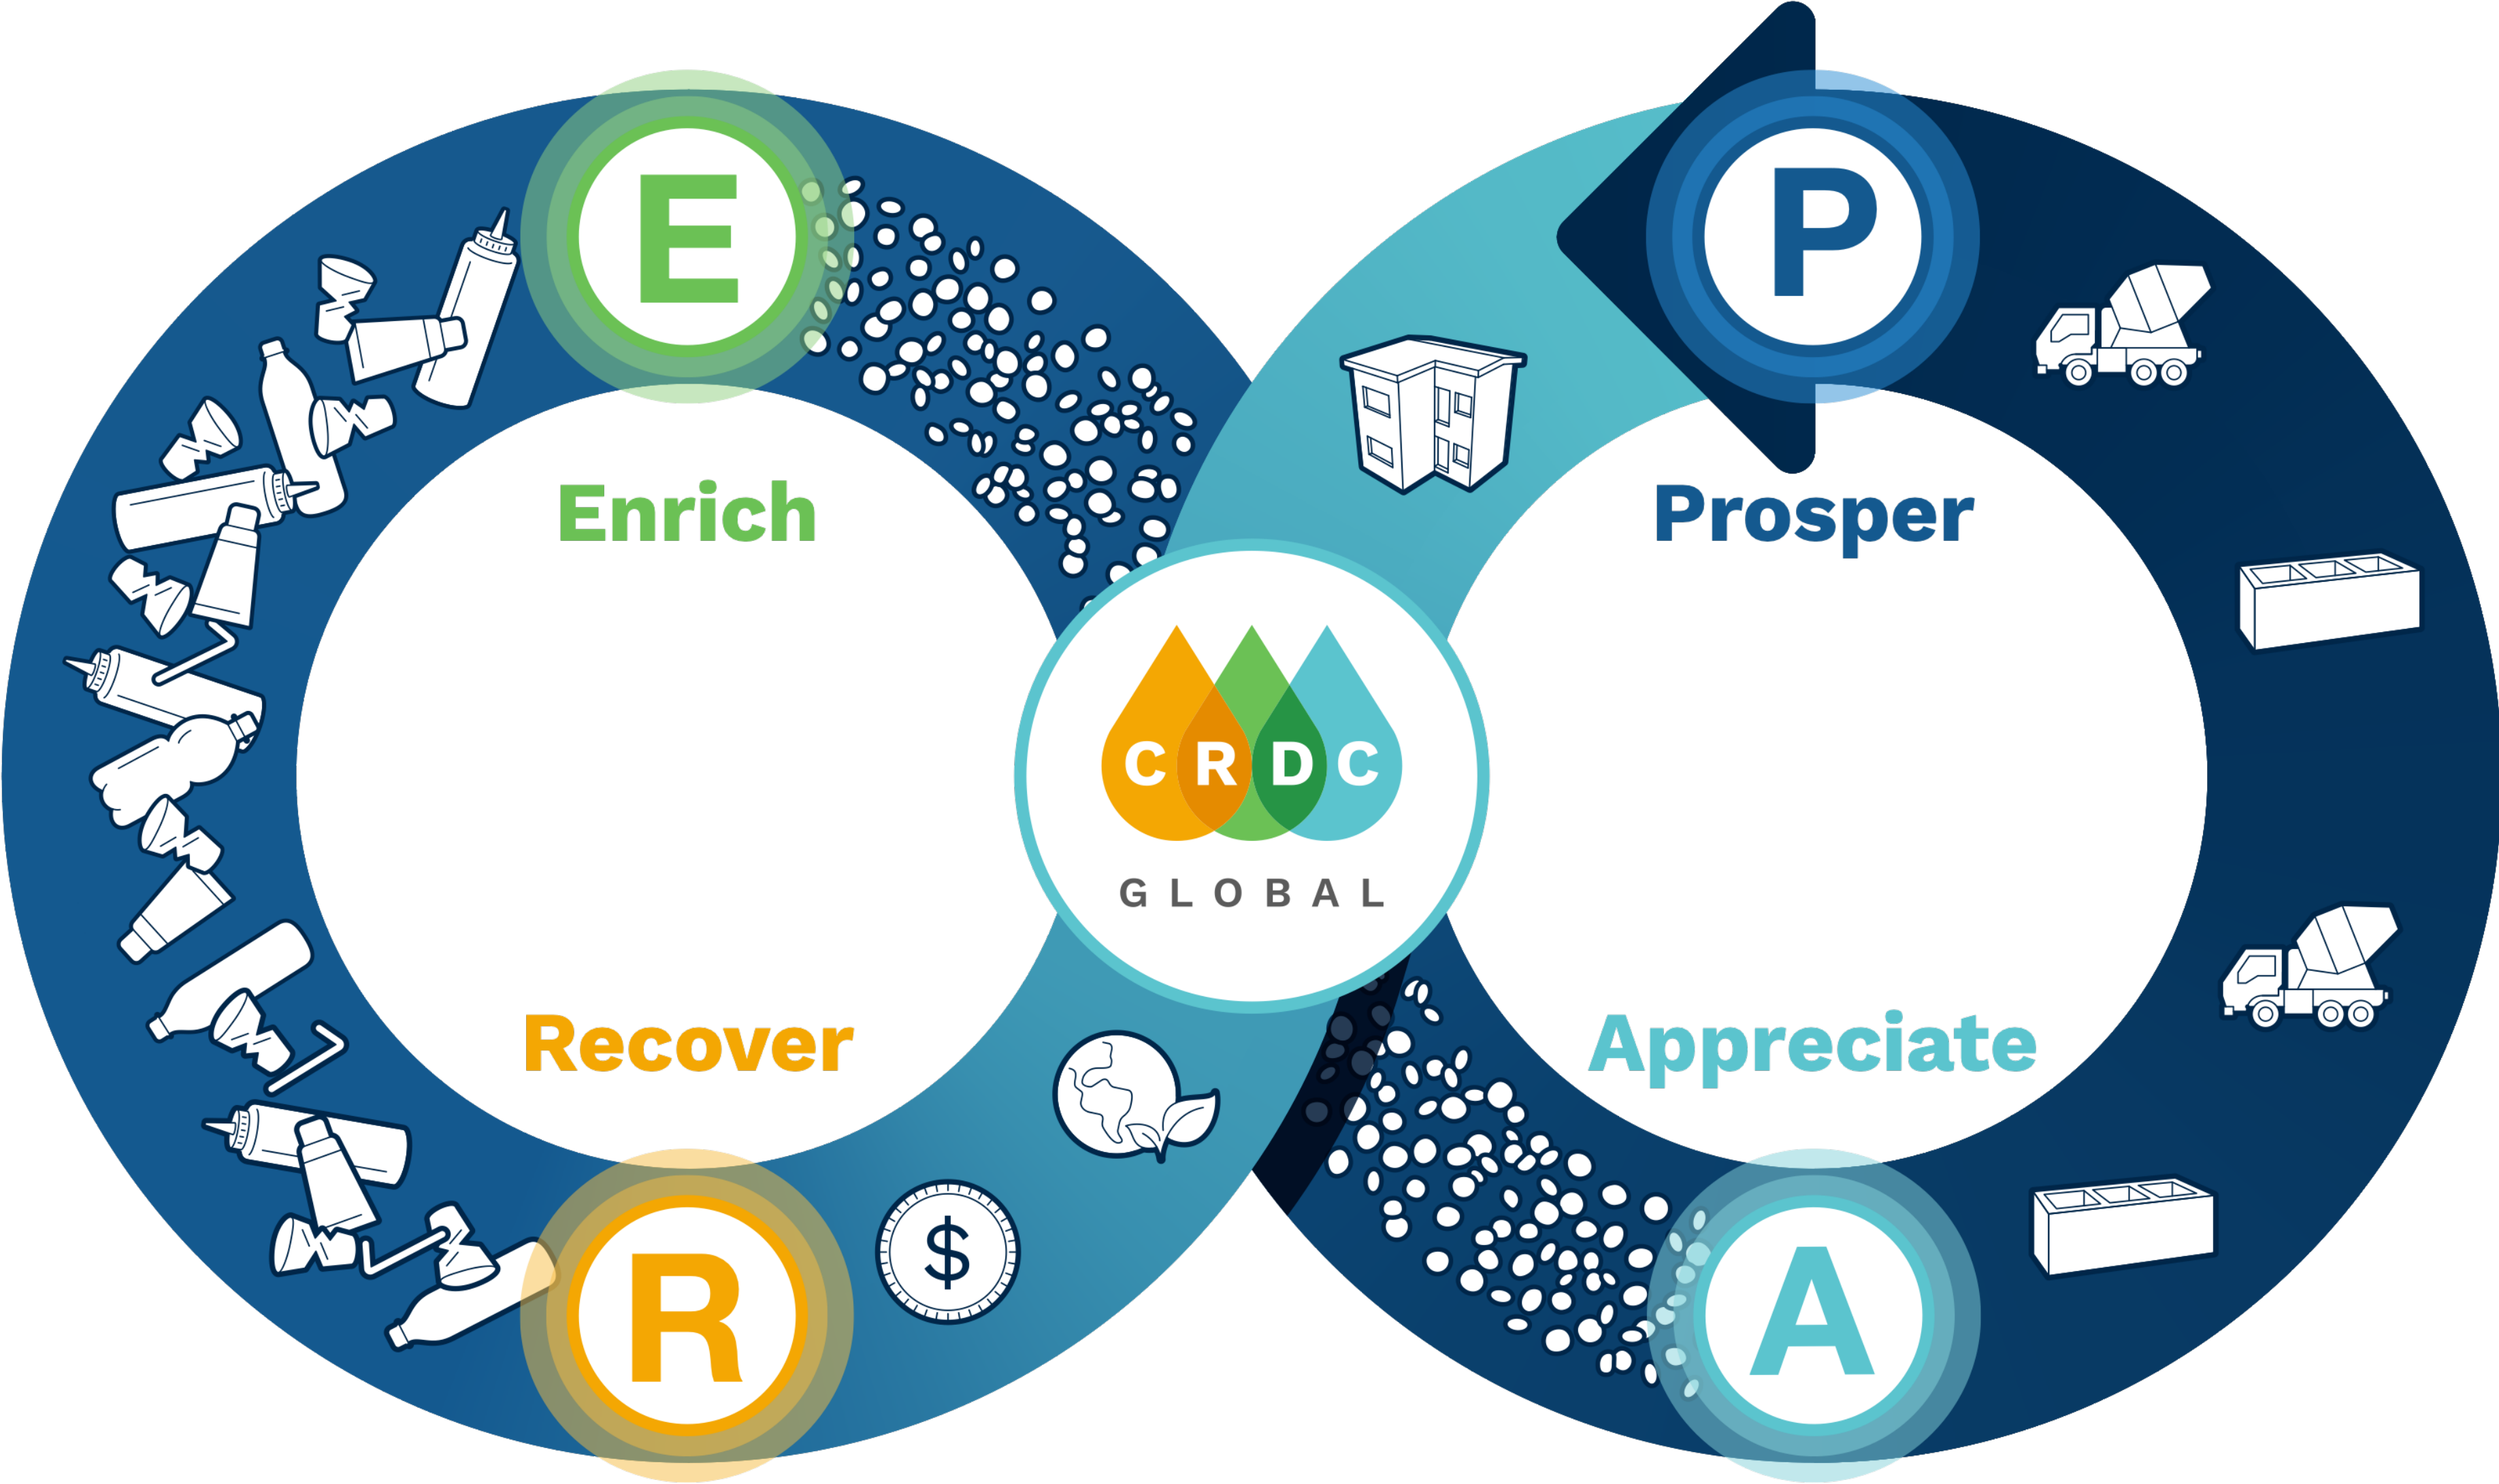 E
P
Enrich
Prosper
CRDC
GLOBAL
Recover
Appreciate
$
R
A